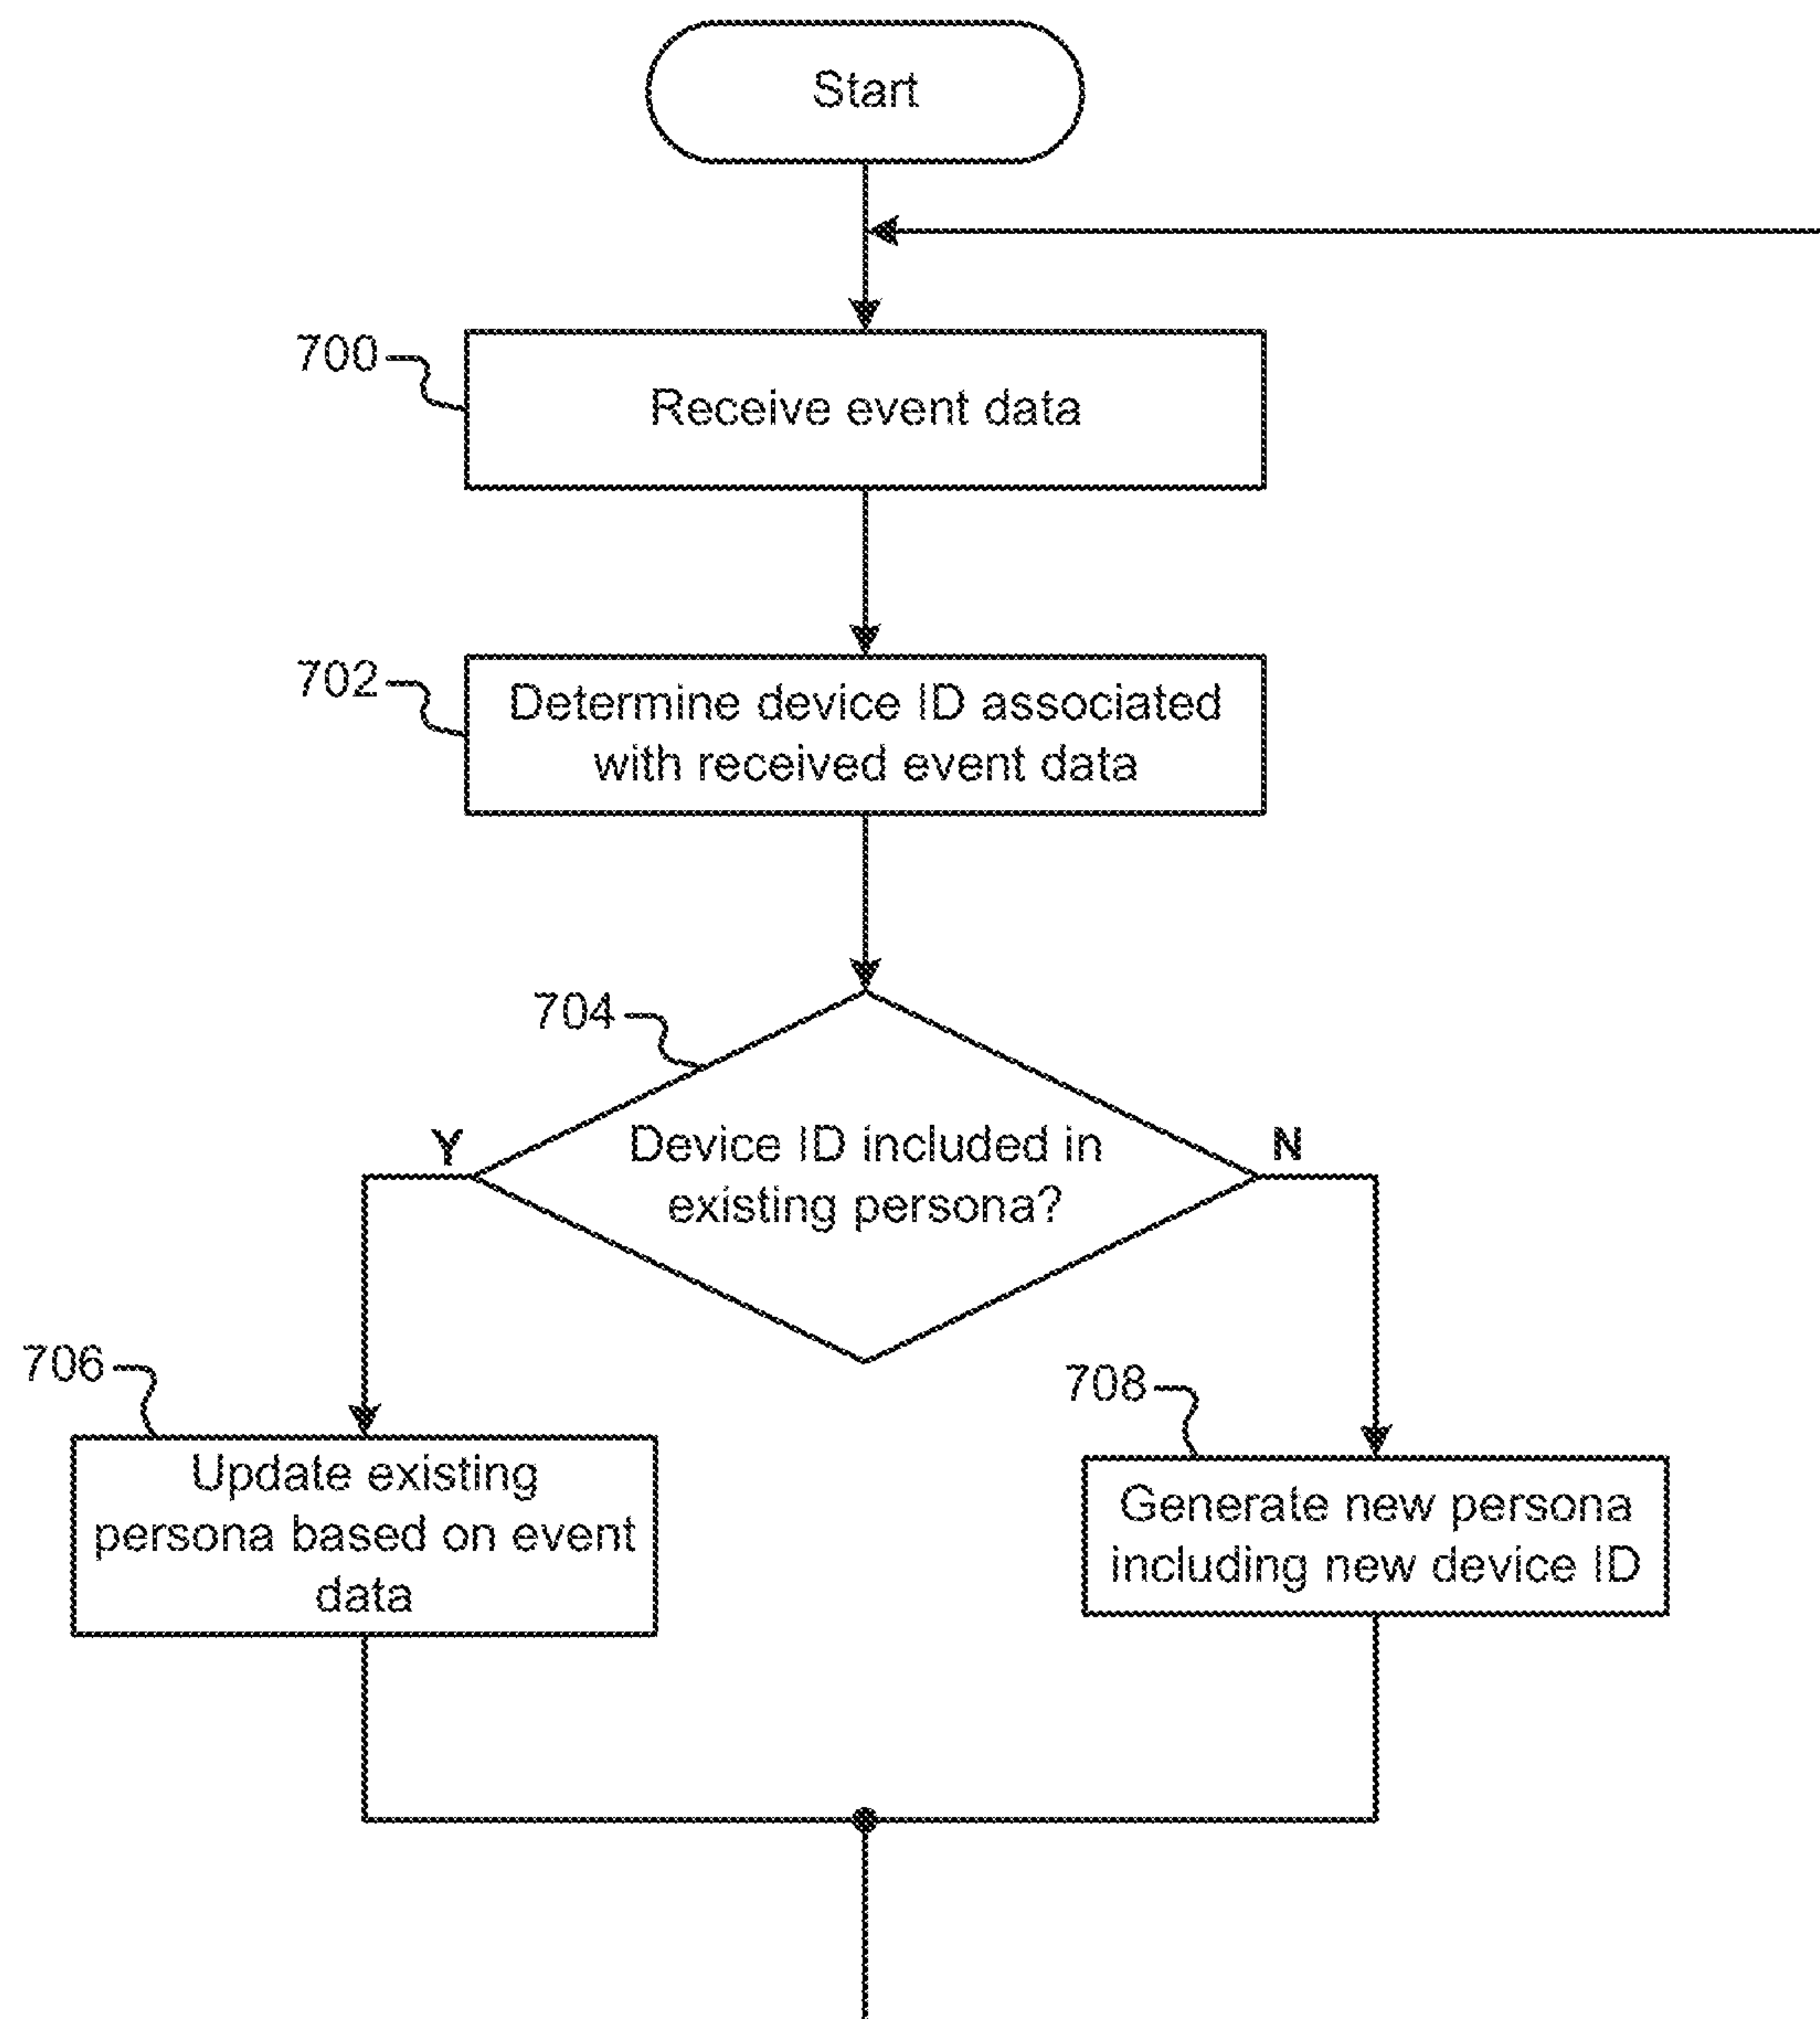 Start
700
Receive event data
702
Determine device ID associated
with received event data
704
Y
Device ID included in
existing persona?
N
706
Update existing
persona based on event
data
708
Generate new persona
including new device ID